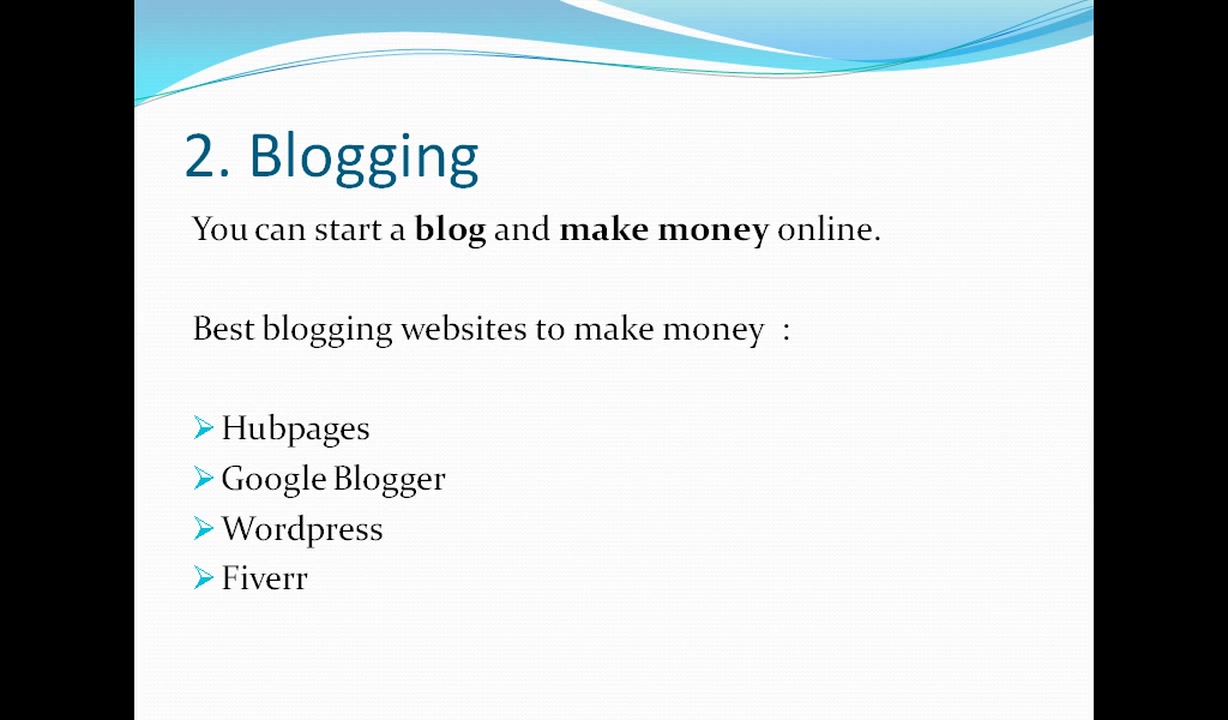 2. Blogging
You can start a blog and make money online.
Best blogging websites to make money :
Hubpages
Google Blogger
Wordpress
Fiverr